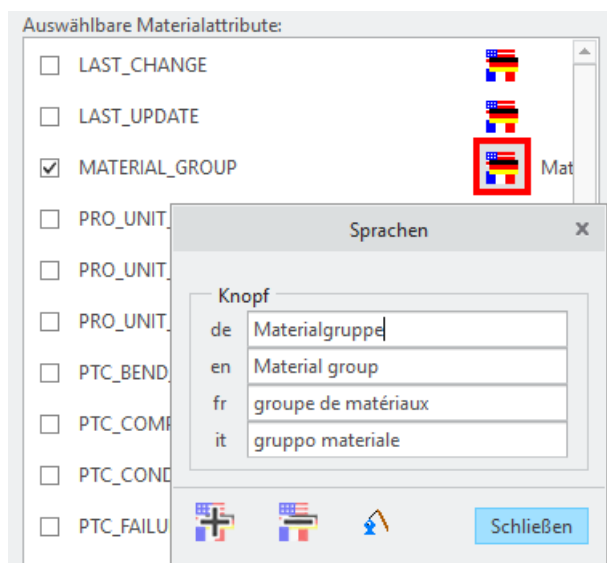 Auswählbare Materialattribute:
LAST_CHANGE
LAST_UPDATE
MATERIAL_GROUP Mat
PRO_UNIT_ Sprachen x
PRO_UNIT_
Knopf
PRO_UNIT_ de Materialgruppe
PTC_BEND_ en Material group
PTC_COMP fr groupe de matériaux
it gruppo materiale
PTC_COND
PTC_FAILU Schließen